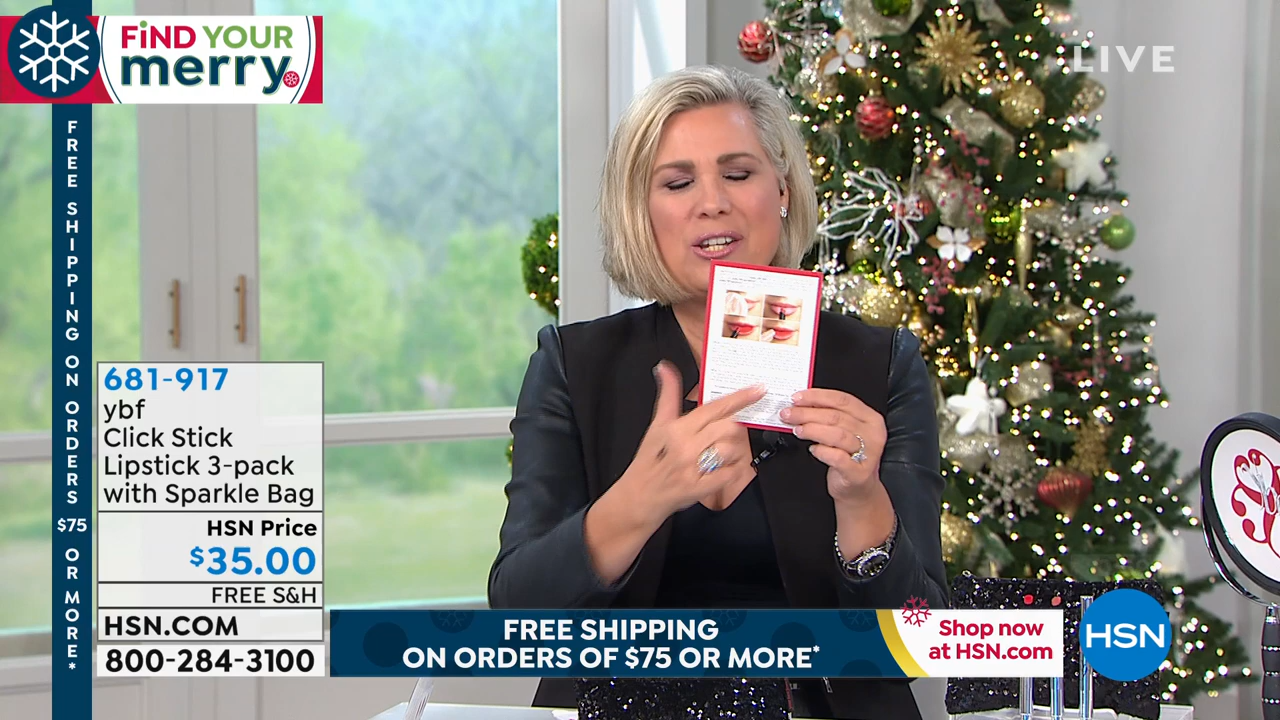 FiND YOUR
merry
LIVE
FREE SHIPPING ON ORDERS $75 OR MORE*
681-917
ybf
Click Stick
Lipstick 3-pack
with Sparkle Bag
HSN Price
$35.00
FREE S&H
HSN.COM
800-284-3100
FREE SHIPPING
ON ORDERS OF $75 OR MORE*
Shop now
at HSN.com
HSN